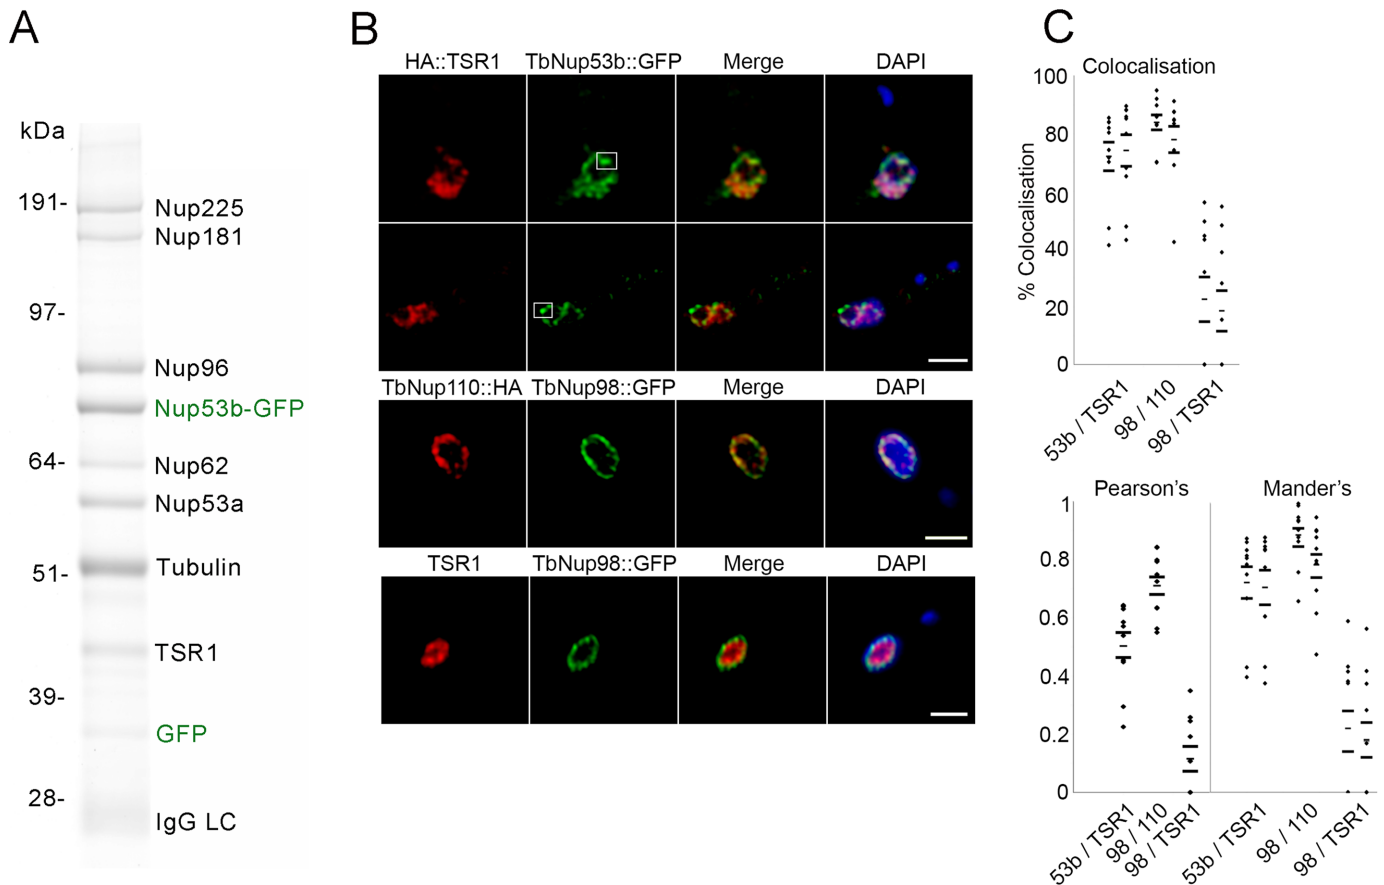 A
kDa
191-
97-
64-
51-
39-
28-
Nup225
Nup181
Nup96
Nup53b-GFP
Nup62
Nup53a
Tubulin
TSR1
GFP
IgG LC
B
HA::TSR1 TbNup53b::GFP Merge DAPI
TbNup110::HA TbNup98::GFP Merge DAPI
TSR1 TbNup98::GFP Merge DAPI
C
Colocalisation
% Colocalisation
100
80
60
40
20
0
53b / TSR1
98 / 110
98 / TSR1
Pearson's Mander's
1
0.8
0.6
0.4
0.2
0
53b / TSR1
98 / 110
98 / TSR1
53b / TSR1
98 / 110
98 / TSR1